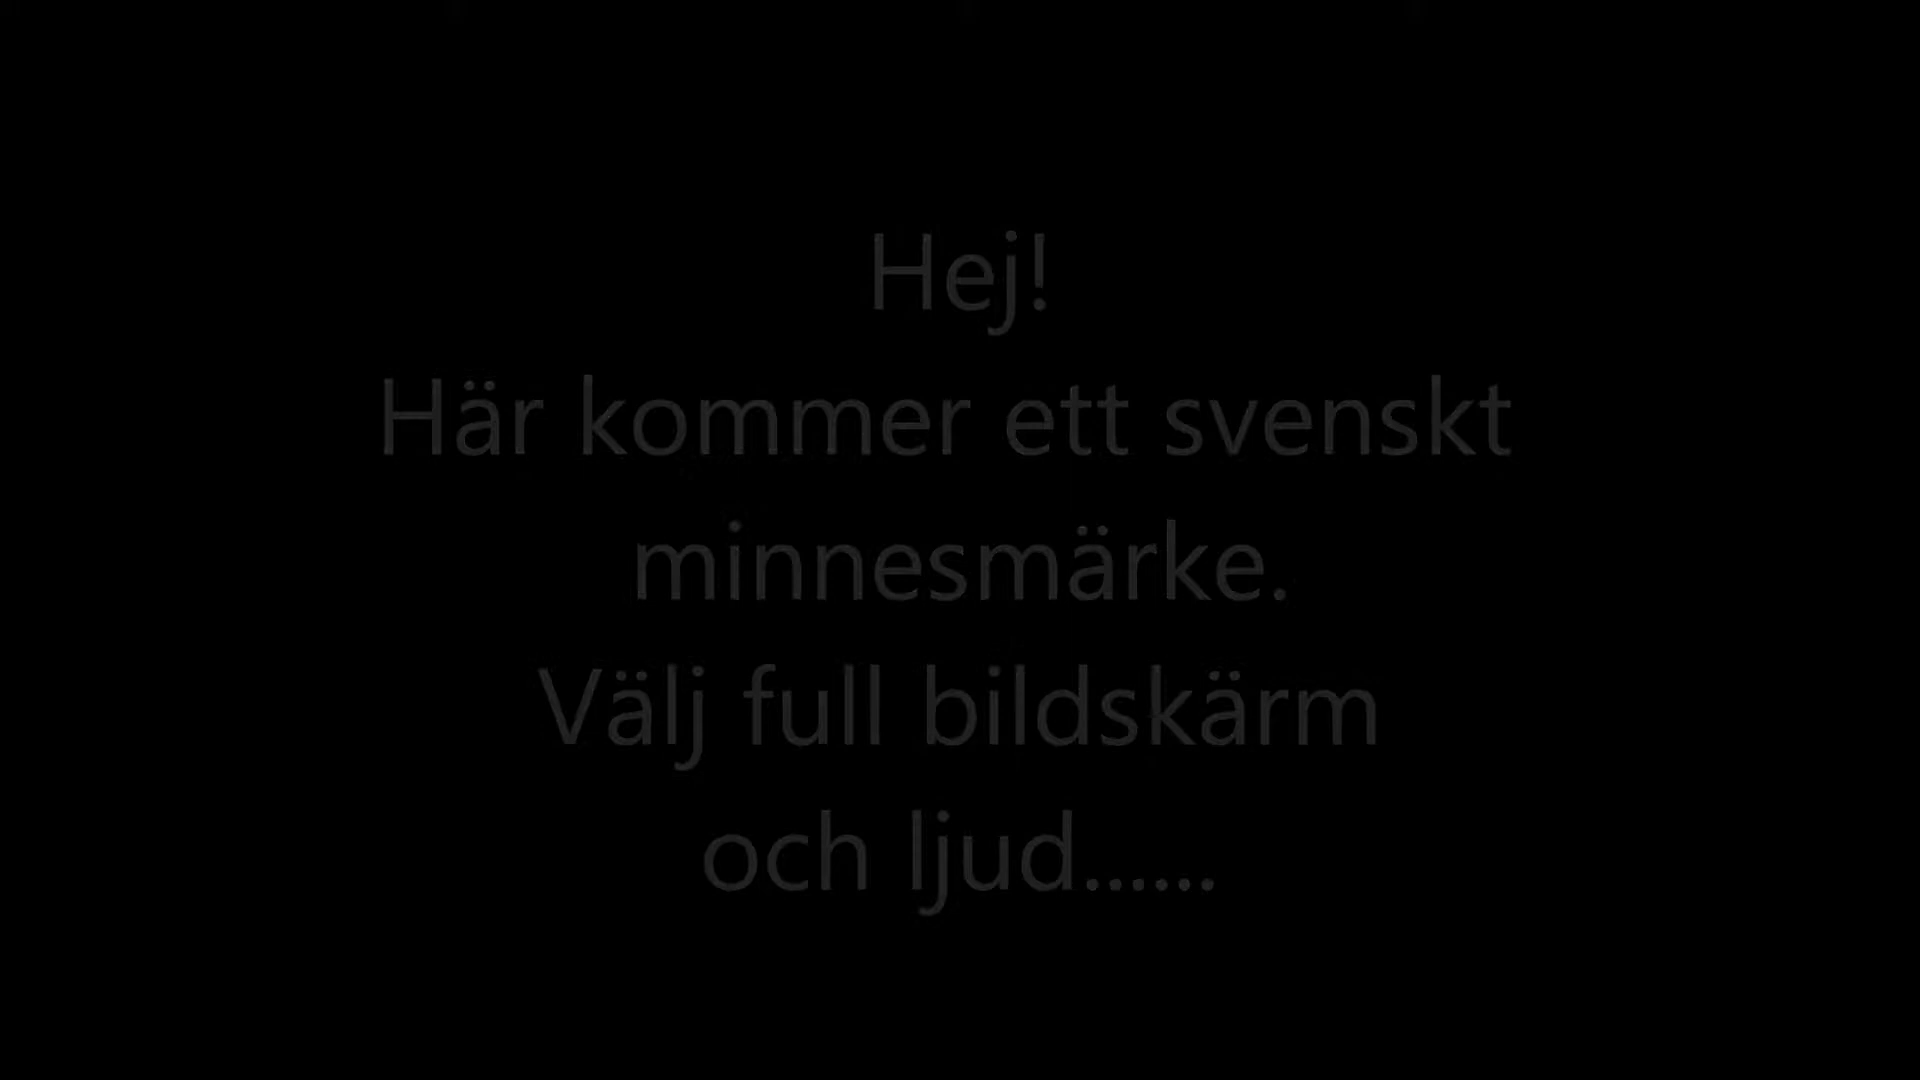 Hej!
Här kommer ett svenskt
minnesmärke.
Välj full bildskärm
och ljud......